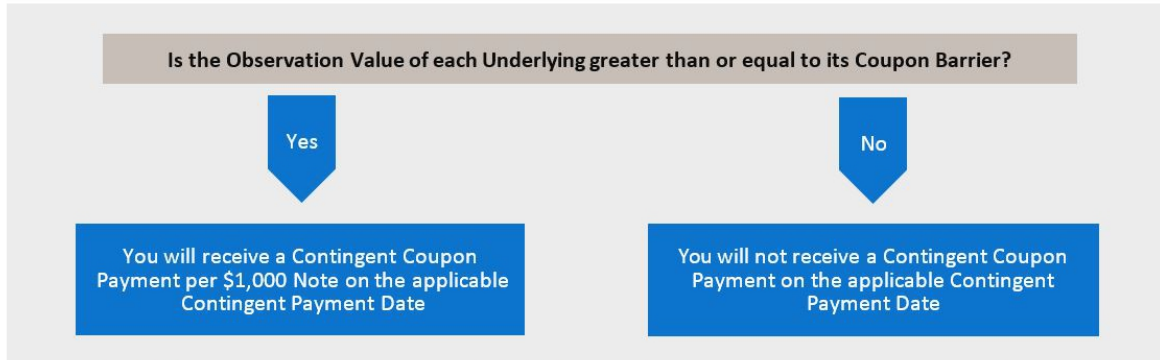 Is the Observation Value of each Underlying greater than or equal to its Coupon Barrier?
Yes
No
You will receive a Contingent Coupon
Payment per $1,000 Note on the applicable
Contingent Payment Date
You will not receive a Contingent Coupon
Payment on the applicable Contingent
Payment Date